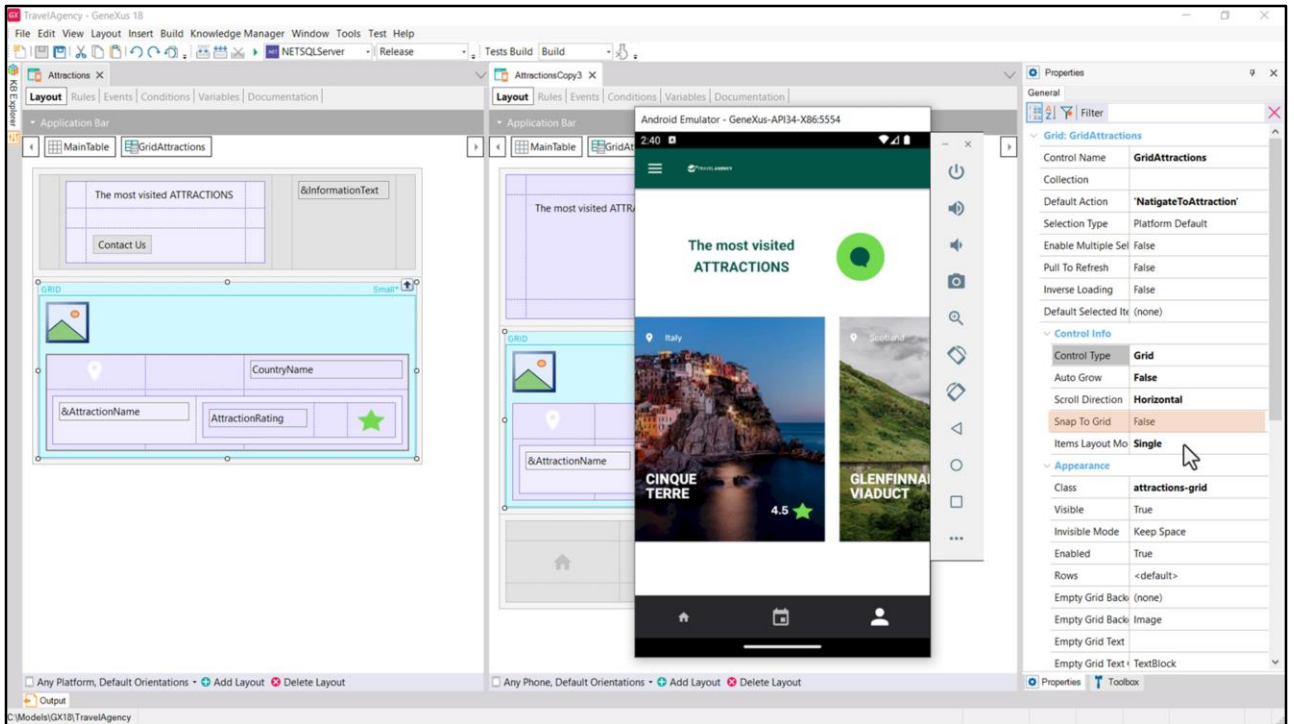 TravelAgency - GeneXus 18
File Edit View Layout Insert Build Knowledge Manager Window Tools Test Help
NETSQLServer Release Tests Build Build
KB Explorer
Attractions X
Layout Rules | Events | Conditions | Variables | Documentation |
Application Bar
MainTable GridAttractions
The most visited ATTRACTIONS
&InformationText
Contact Us
GRID Small*
CountryName
&AttractionName
AttractionRating
Any Platform, Default Orientations Add Layout Delete Layout
AttractionsCopy3 X
Layout Rules | Events | Conditions | Variables | Documentation |
Application Bar
MainTable GridAt
The most visited ATTR
GRID
&AttractionName
Any Phone, Default Orientations Add Layout Delete Layout
Android Emulator - GeneXus-API34-X86:5554
2:40
TRAVELAGENCY
The most visited
ATTRACTIONS
Italy
Scotland
CINQUE
TERRE
4.5
GLENFINNA
VIADUCT
Properties
General
Filter
Grid: GridAttractions
Control Name GridAttractions
Collection
Default Action 'NatigateToAttraction'
Selection Type Platform Default
Enable Multiple Sel False
Pull To Refresh False
Inverse Loading False
Default Selected Ite (none)
Control Info
Control Type Grid
Auto Grow False
Scroll Direction Horizontal
Snap To Grid False
Items Layout Mo Single
Appearance
Class attractions-grid
Visible True
Invisible Mode Keep Space
Enabled True
Rows <default>
Empty Grid Back (none)
Empty Grid Back Image
Empty Grid Text
Empty Grid Text TextBlock
Properties Toolbox
Output
C:\Models\GX18\TravelAgency